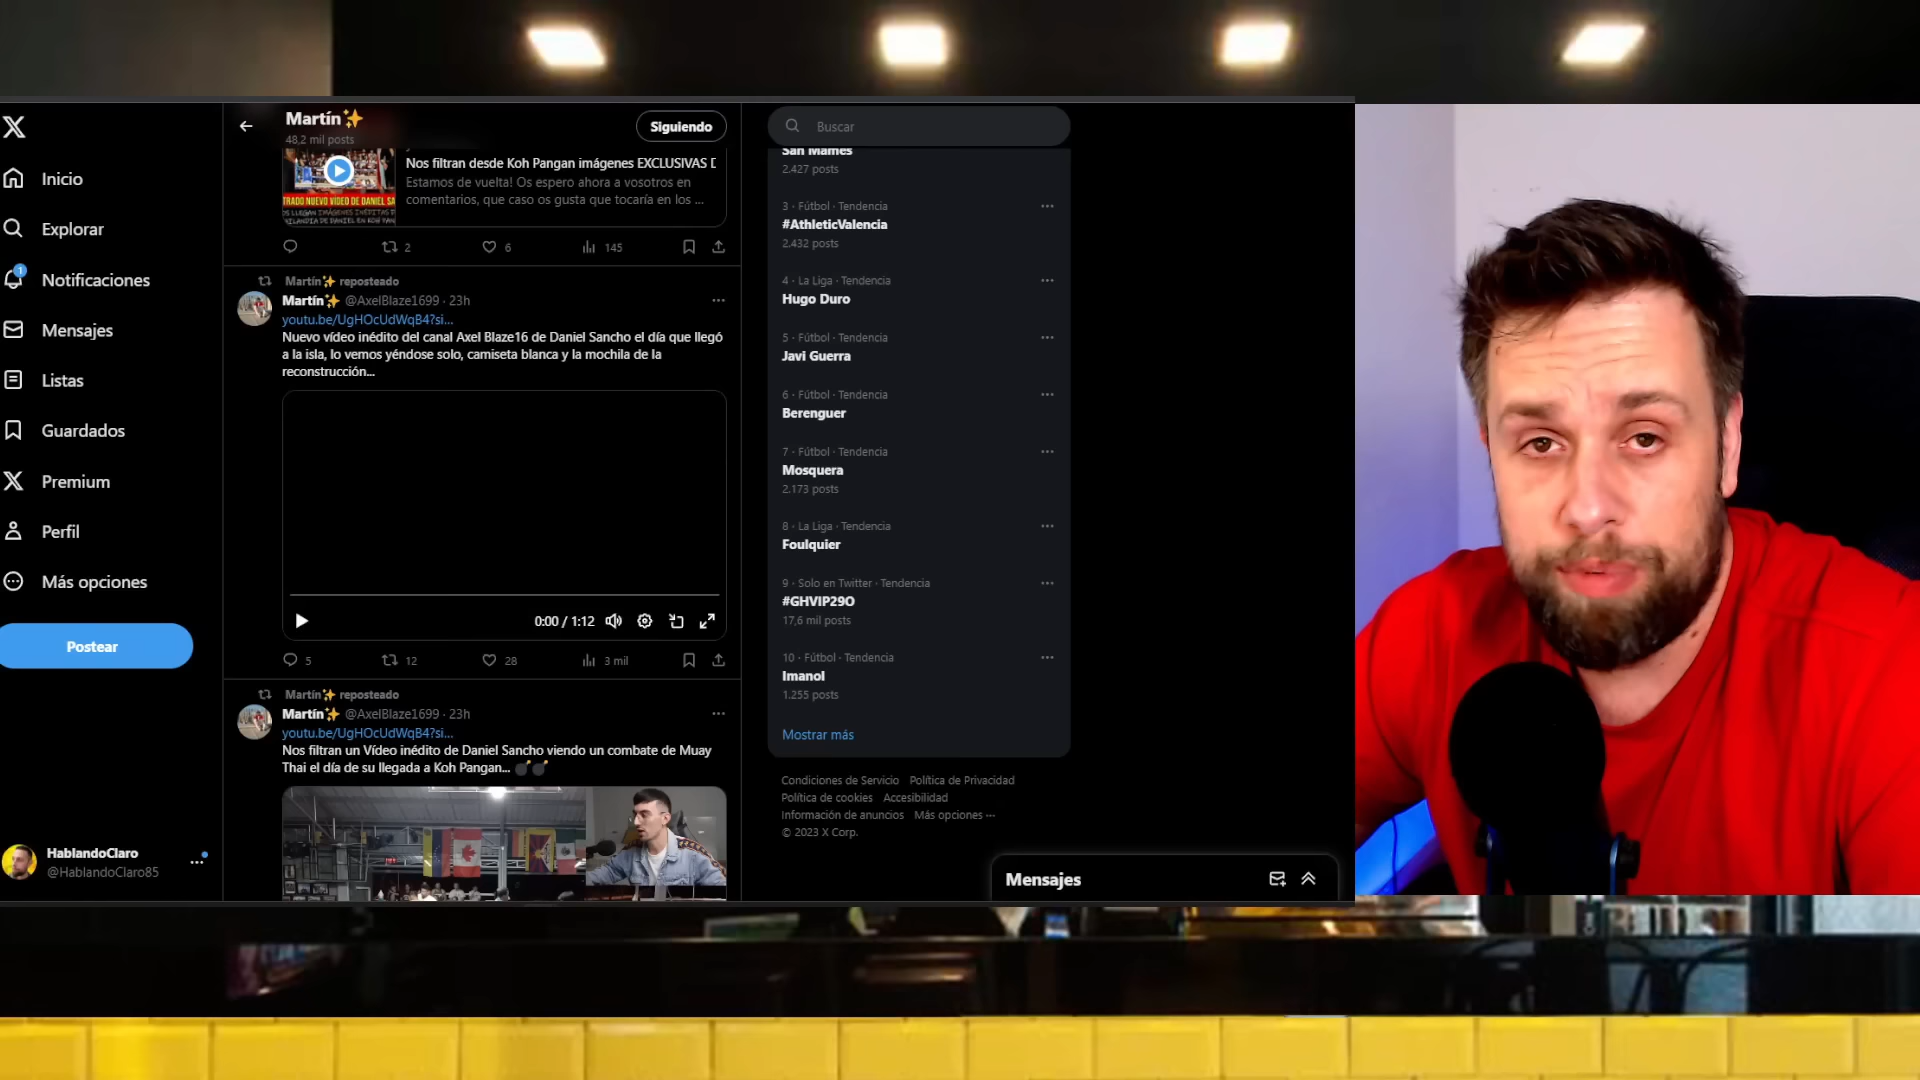 Inicio
Explorar
1
Notificaciones
Mensajes
Listas
Guardados
Premium
Perfil
Más opciones
Postear
HablandoClaro
@HablandoClaro85
Martín✨
48,2 mil posts
Siguiendo
TRADO NUEVO VIDEO DE DANIEL SA
Nos filtran desde Koh Pangan imágenes EXCLUSIVAS D
Estamos de vuelta! Os espero ahora a vosotros en
comentarios, que caso os gusta que tocaría en los ...
2 6 145
Martín✨ reposteado
Martín✨ @AxelBlaze1699 · 23h
youtu.be/UgHOcUdWqB4?si...
Nuevo vídeo inédito del canal Axel Blaze16 de Daniel Sancho el día que llegó
a la isla, lo vemos yéndose solo, camiseta blanca y la mochila de la
reconstrucción...
0:00 / 1:12
5 12 28 3 mil
Martín✨ reposteado
Martín✨ @AxelBlaze1699 · 23h
youtu.be/UgHOcUdWqB4?si...
Nos filtran un Vídeo inédito de Daniel Sancho viendo un combate de Muay
Thai el día de su llegada a Koh Pangan... 💣💣
Buscar
San Mamés
2.427 posts
3 · Fútbol · Tendencia
#AthleticValencia
2.432 posts
4 · La Liga · Tendencia
Hugo Duro
5 · Fútbol · Tendencia
Javi Guerra
6 · Fútbol · Tendencia
Berenguer
7 · Fútbol · Tendencia
Mosquera
2.173 posts
8 · La Liga · Tendencia
Foulquier
9 · Solo en Twitter · Tendencia
#GHVIP29O
17,6 mil posts
10 · Fútbol · Tendencia
Imanol
1.255 posts
Mostrar más
Condiciones de Servicio Política de Privacidad
Política de cookies Accesibilidad
Información de anuncios Más opciones ···
© 2023 X Corp.
Mensajes